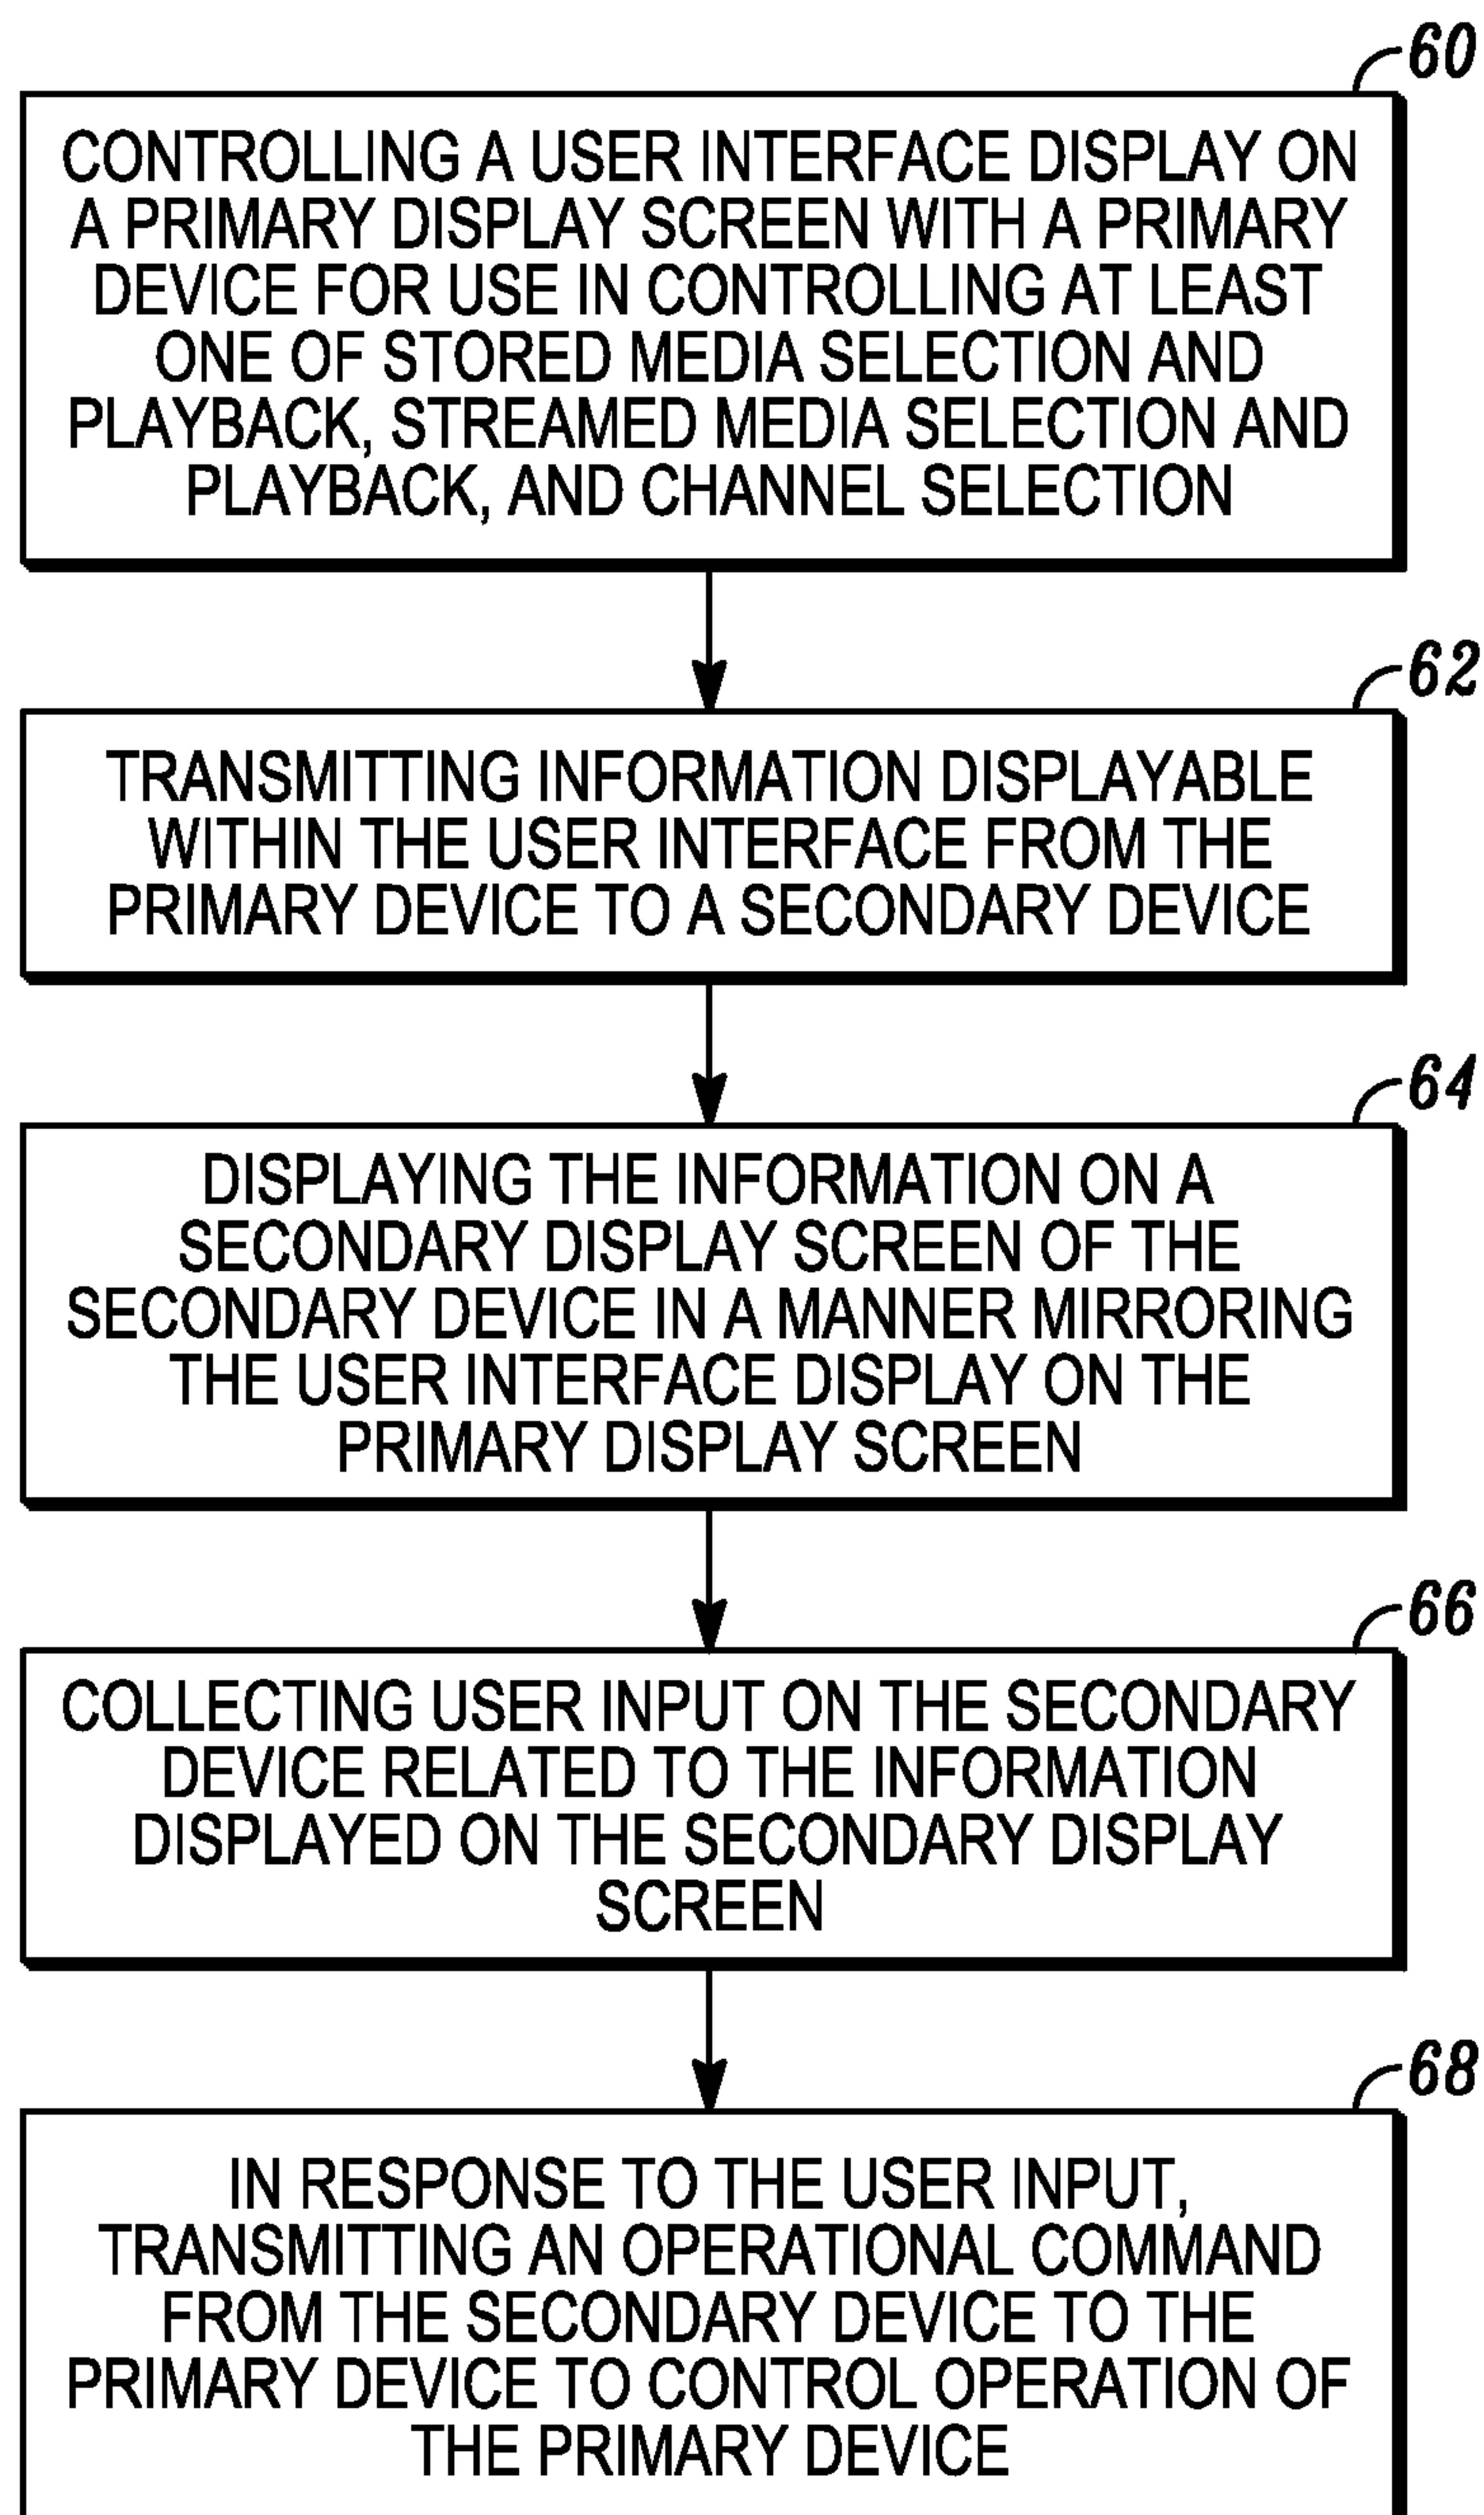 60
CONTROLLING A USER INTERFACE DISPLAY ON
A PRIMARY DISPLAY SCREEN WITH A PRIMARY
DEVICE FOR USE IN CONTROLLING AT LEAST
ONE OF STORED MEDIA SELECTION AND
PLAYBACK, STREAMED MEDIA SELECTION AND
PLAYBACK, AND CHANNEL SELECTION
62
TRANSMITTING INFORMATION DISPLAYABLE
WITHIN THE USER INTERFACE FROM THE
PRIMARY DEVICE TO A SECONDARY DEVICE
64
DISPLAYING THE INFORMATION ON A
SECONDARY DISPLAY SCREEN OF THE
SECONDARY DEVICE IN A MANNER MIRRORING
THE USER INTERFACE DISPLAY ON THE
PRIMARY DISPLAY SCREEN
66
COLLECTING USER INPUT ON THE SECONDARY
DEVICE RELATED TO THE INFORMATION
DISPLAYED ON THE SECONDARY DISPLAY
SCREEN
68
IN RESPONSE TO THE USER INPUT,
TRANSMITTING AN OPERATIONAL COMMAND
FROM THE SECONDARY DEVICE TO THE
PRIMARY DEVICE TO CONTROL OPERATION OF
THE PRIMARY DEVICE